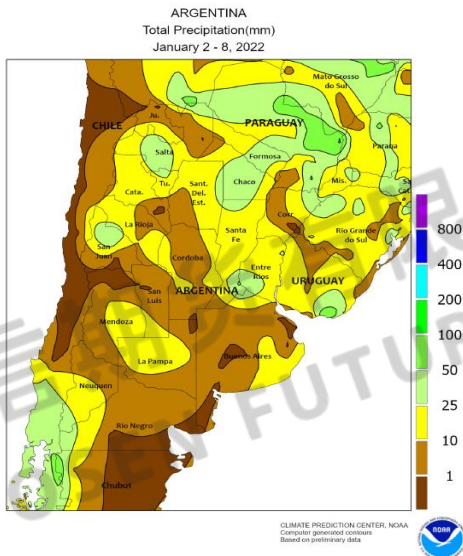 ARGENTINA
Total Precipitation(mm)
January 2 - 8, 2022
Mato Grosso
do Sul
CHILE
Ju.
PARAGUAY
Parana
Salta
Formosa
Tu.
Chaco
Mis.
Cata.
Sant.
Del.
Est.
Corr.
La Rioja
Santa
Fe
Rio Grande
do Sul
San
Juan
Cordoba
Entre
Rios
San
Luis
ARGENTINA
URUGUAY
Mendoza
La Pampa
Buenos Aires
Neuquen
Rio Negro
Chubut
800
400
200
100
50
25
10
1
CLIMATE PREDICTION CENTER, NOAA
Computer generated contours
Based on preliminary data
NOAA